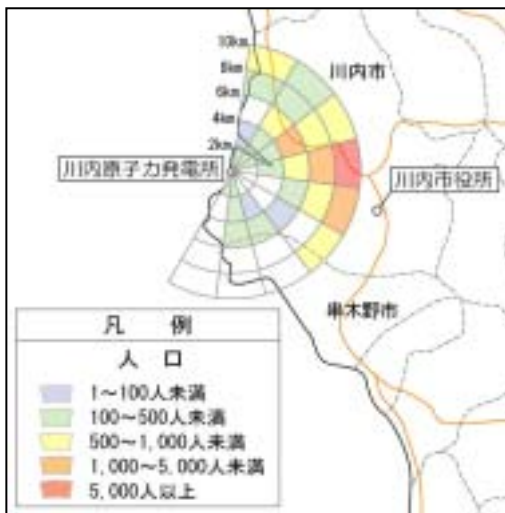 10km
8km
6km
4km
2km
川内市
川内原子力発電所
川内市役所
串木野市
凡 例
人 口
1～100人未満
100～500人未満
500～1,000人未満
1,000～5,000人未満
5,000人以上